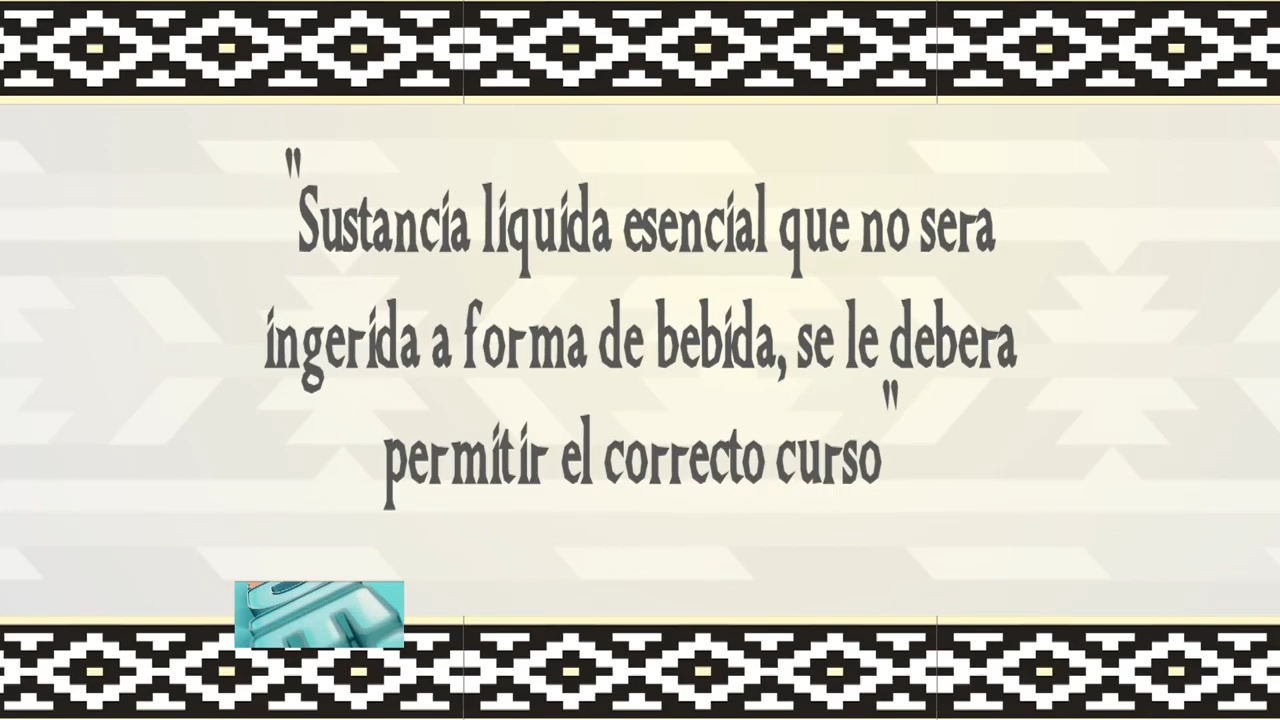 "Sustancia liquida esencial que no sera
ingerida a forma de bebida, se le debera
permitir el correcto curso"